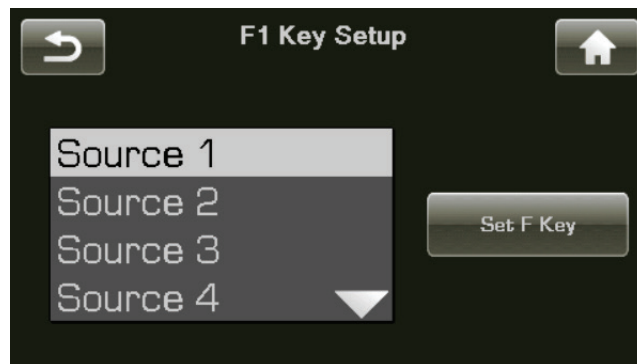 F1 Key Setup
Source 1
Source 2
Source 3
Source 4
Set F Key